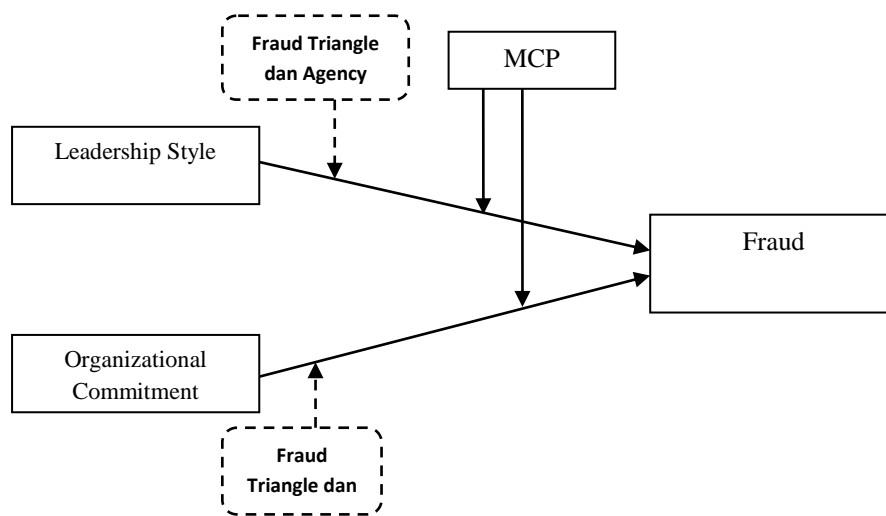 Fraud Triangle
dan Agency
MCP
Leadership Style
Fraud
Organizational
Commitment
Fraud
Triangle dan